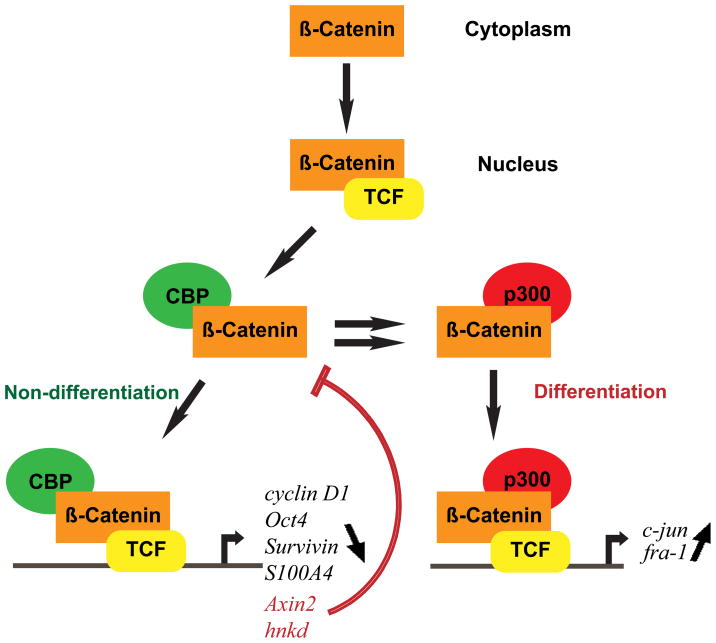 ß-Catenin
Cytoplasm
ß-Catenin
TCF
Nucleus
CBP
ß-Catenin
p300
ß-Catenin
Non-differentiation
Differentiation
CBP
ß-Catenin
TCF
cyclin D1
Oct4
Survivin
S100A4
Axin2
hnkd
p300
ß-Catenin
TCF
c-jun
fra-1